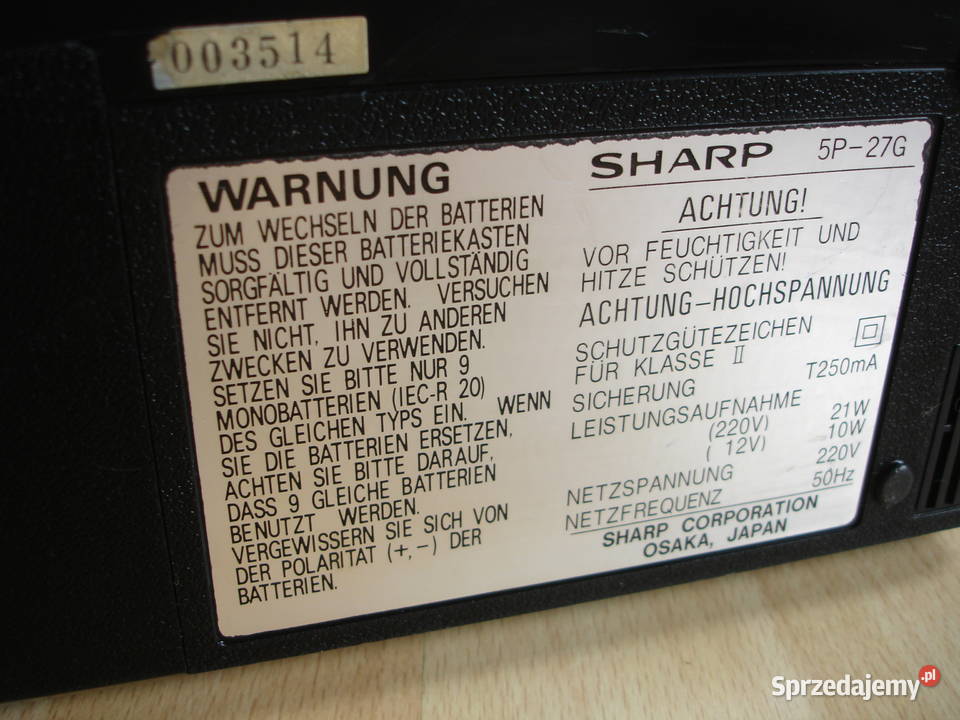 003514
WARNUNG
ZUM WECHSELN DER BATTERIEN
MUSS DIESER BATTERIEKASTEN
SORGFÄLTIG UND VOLLSTÄNDIG
ENTFERNT WERDEN. VERSUCHEN
SIE NICHT, IHN ZU ANDEREN
ZWECKEN ZU VERWENDEN.
SETZEN SIE BITTE NUR 9
MONOBATTERIEN (IEC-R 20)
DES GLEICHEN TYPS EIN. WENN
SIE DIE BATTERIEN ERSETZEN,
ACHTEN SIE BITTE DARAUF,
DASS 9 GLEICHE BATTERIEN
BENUTZT WERDEN.
VERGEWISSERN SIE SICH VON
DER POLARITAT (+,-) DER
BATTERIEN.
SHARP 5P-27G
ACHTUNG!
VOR FEUCHTIGKEIT UND
HITZE SCHÜTZEN!
ACHTUNG-HOCHSPANNUNG
SCHUTZGÜTEZEICHEN
FÜR KLASSE II
SICHERUNG T250mA
LEISTUNGSAUFNAHME
(220V) 21W
( 12V) 10W
NETZSPANNUNG 220V
NETZFREQUENZ 50Hz
SHARP CORPORATION
OSAKA, JAPAN
Sprzedajemy.pl